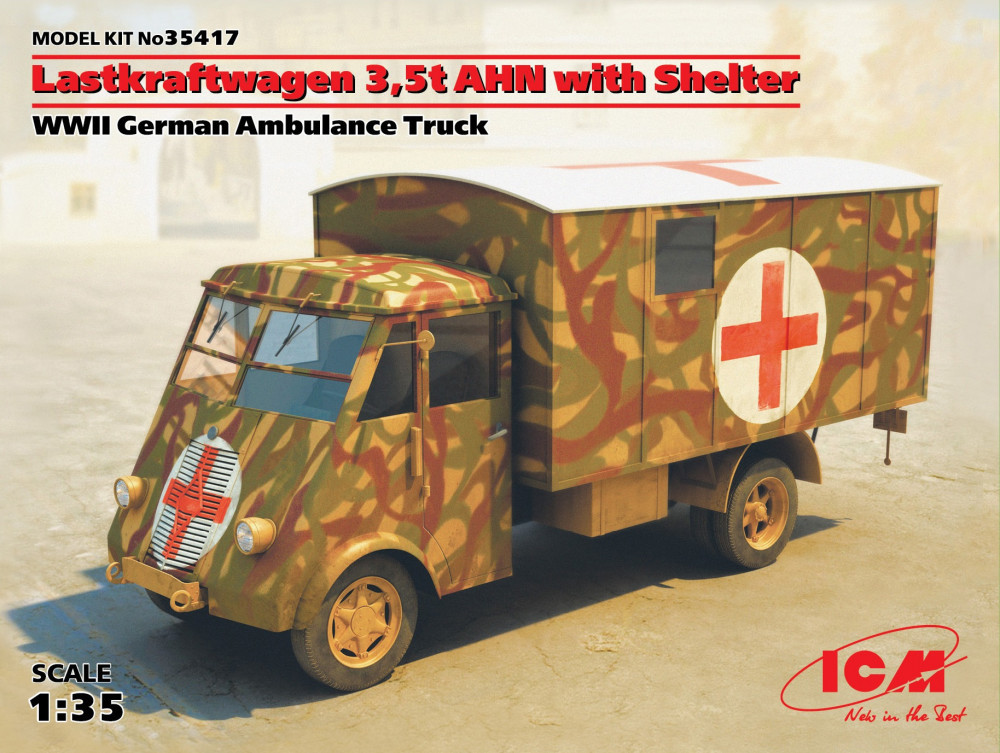 MODEL KIT No35417
Lastkraftwagen 3,5t AHN with Shelter
WWII German Ambulance Truck
SCALE
1:35
ICM
New in the Best